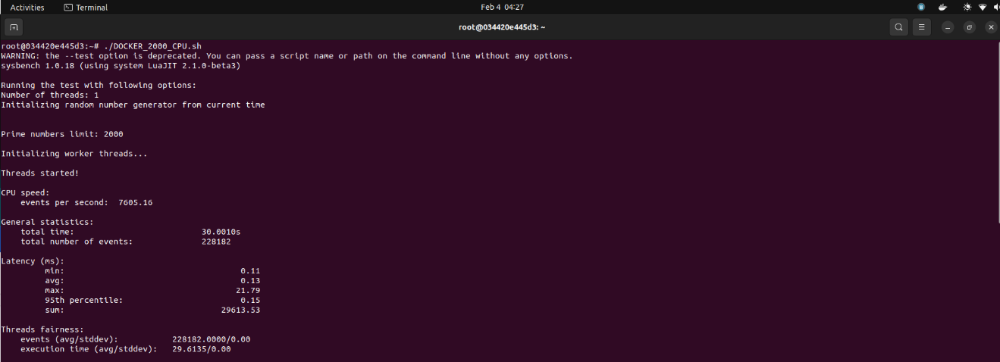 Activities Terminal Feb 4 04:27
root@034420e445d3: ~
root@034420e445d3:~# ./DOCKER_2000_CPU.sh
WARNING: the --test option is deprecated. You can pass a script name or path on the command line without any options.
sysbench 1.0.18 (using system LuaJIT 2.1.0-beta3)
Running the test with following options:
Number of threads: 1
Initializing random number generator from current time
Prime numbers limit: 2000
Initializing worker threads...
Threads started!
CPU speed:
events per second: 7605.16
General statistics:
total time: 30.0010s
total number of events: 228182
Latency (ms):
min: 0.11
avg: 0.13
max: 21.79
95th percentile: 0.15
sum: 29613.53
Threads fairness:
events (avg/stddev): 228182.0000/0.00
execution time (avg/stddev): 29.6135/0.00